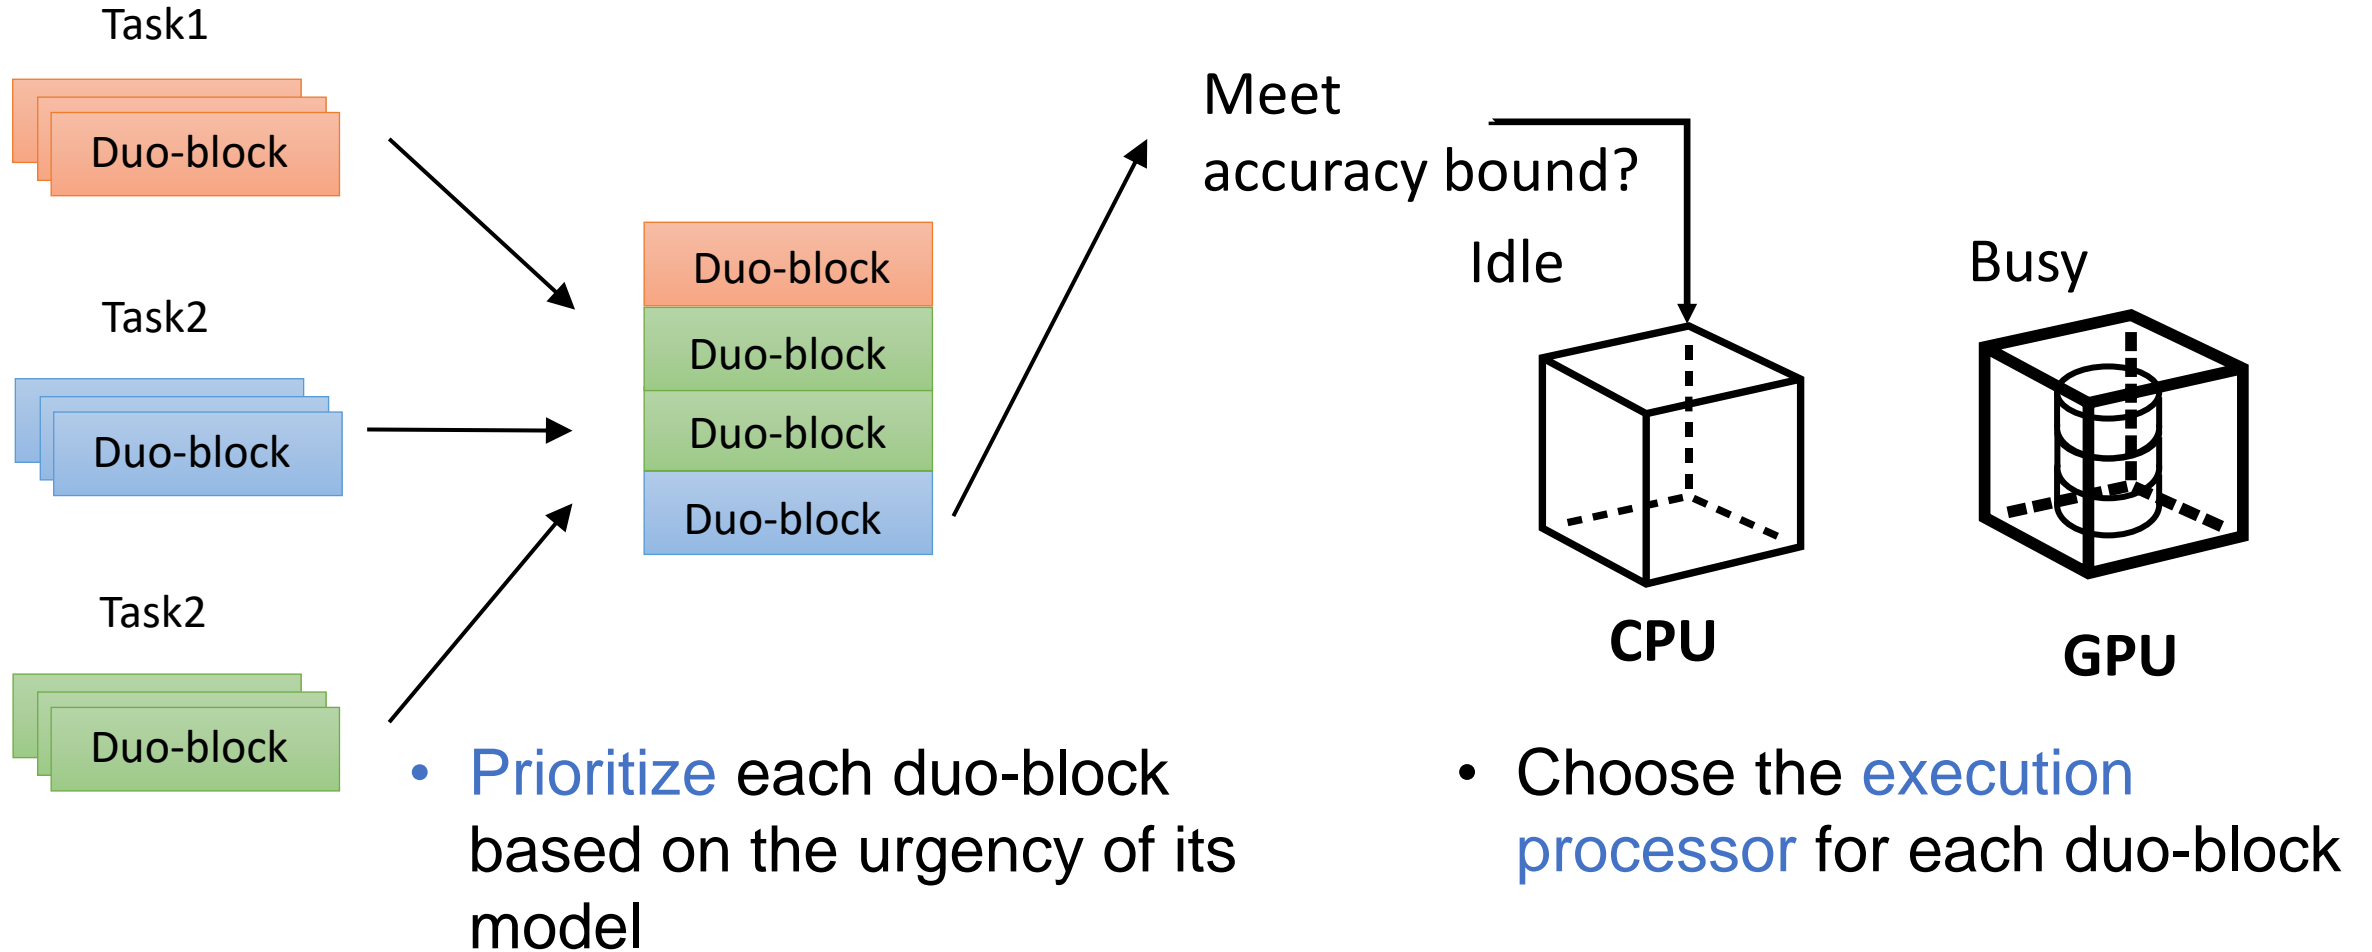 Task1
Duo-block
Task2
Duo-block
Task2
Duo-block
Duo-block
Duo-block
Duo-block
Duo-block
Meet
accuracy bound?
Idle
Busy
CPU
GPU
• Prioritize each duo-block
based on the urgency of its
model
• Choose the execution
processor for each duo-block